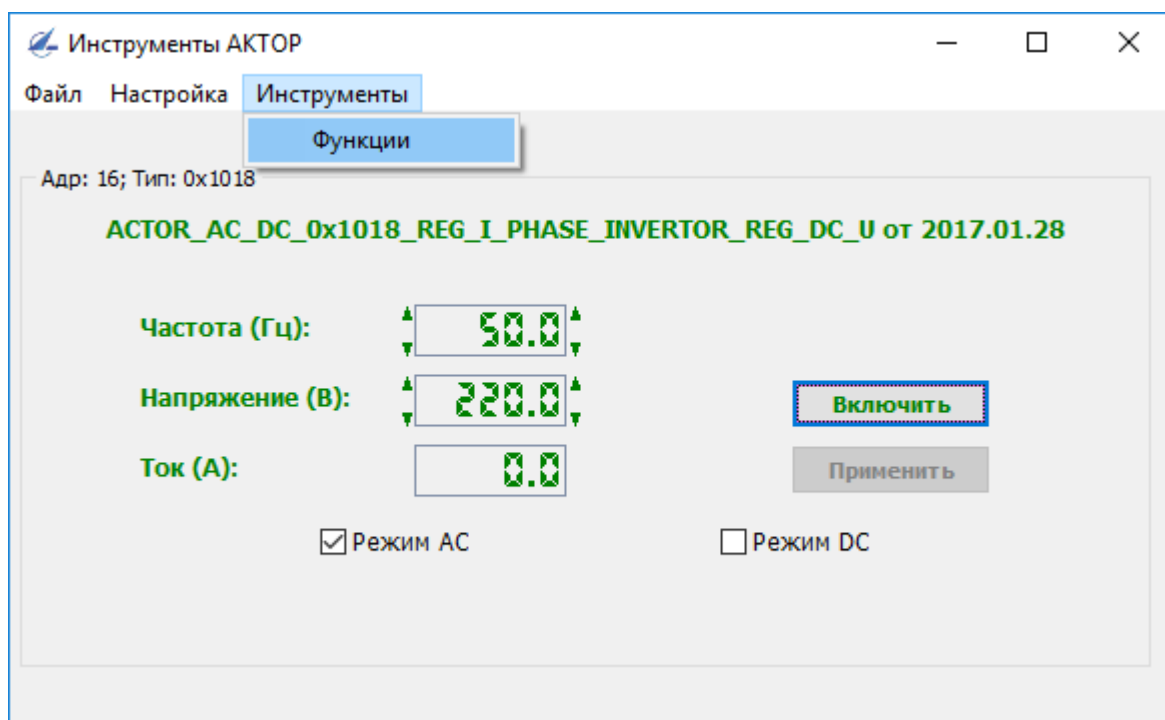 Инструменты АКТОР
Файл Настройка Инструменты
Функции
Адр: 16; Тип: 0x1018
ACTOR_AC_DC_0x1018_REG_I_PHASE_INVERTOR_REG_DC_U от 2017.01.28
Частота (Гц): 50.0
Напряжение (В): 220.0 Включить
Ток (А): 0.0 Применить
Режим AC Режим DC